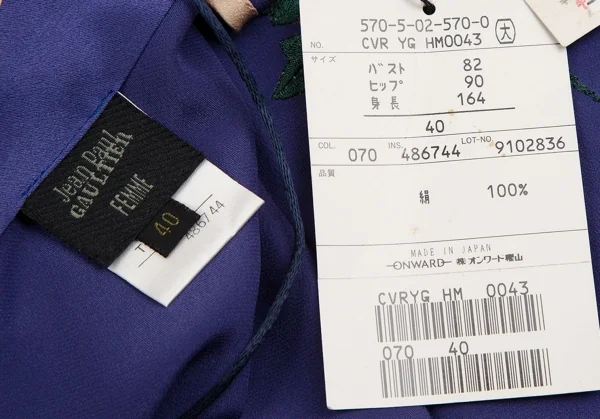 Jean Paul
GAULTIER
FEMME
40
486744
570-5-02-570-0
NO. CVR YG HM0043 大
サイズ
バスト 82
ヒップ 90
身長 164
40
COL. 070 INS. 486744 LOT-NO. 9102836
品質
絹 100%
MADE IN JAPAN
ONWARD 株式会社オンワード樫山
CVRYG HM 0043
070 40